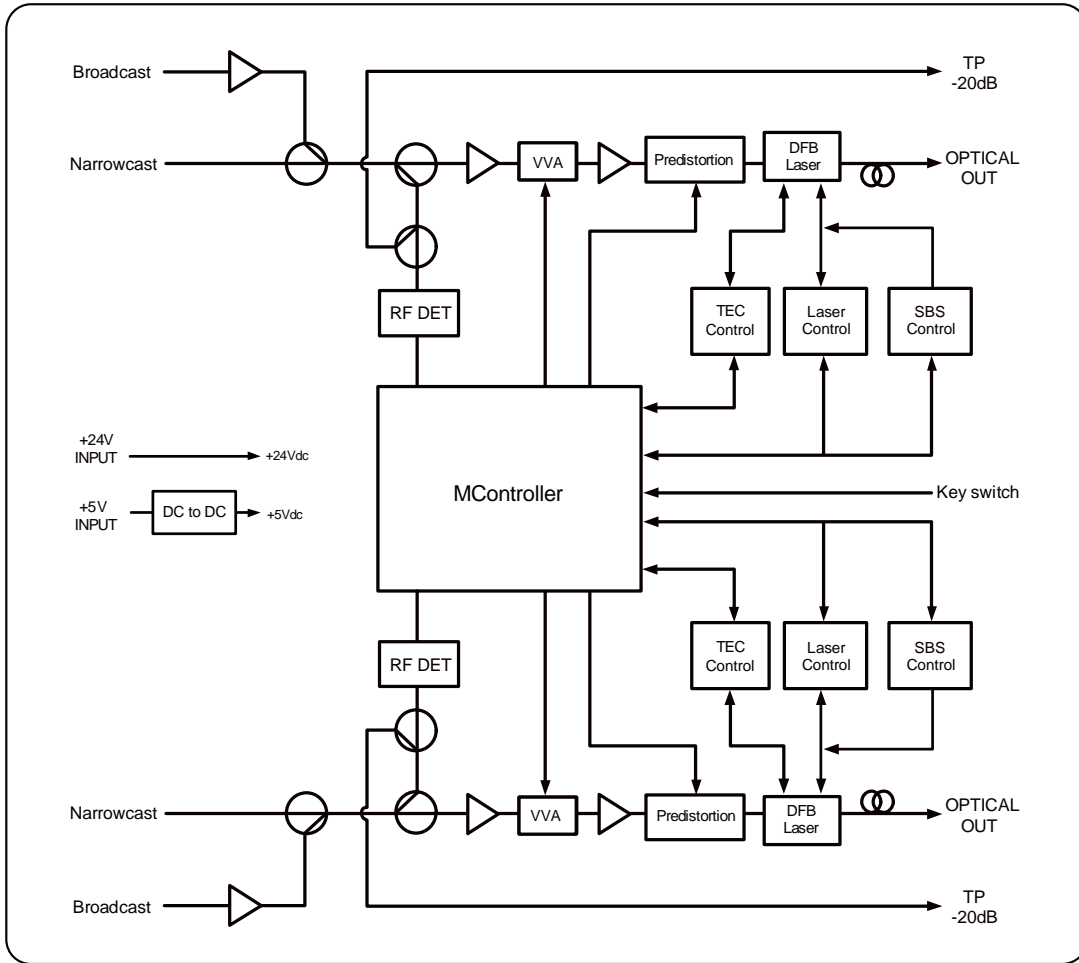 Broadcast
TP
-20dB
Narrowcast
VVA
Predistortion
DFB
Laser
OPTICAL
OUT
RF DET
TEC
Control
Laser
Control
SBS
Control
+24V
INPUT
+24Vdc
MController
Key switch
+5V
INPUT
DC to DC
+5Vdc
RF DET
TEC
Control
Laser
Control
SBS
Control
Narrowcast
VVA
Predistortion
DFB
Laser
OPTICAL
OUT
Broadcast
TP
-20dB